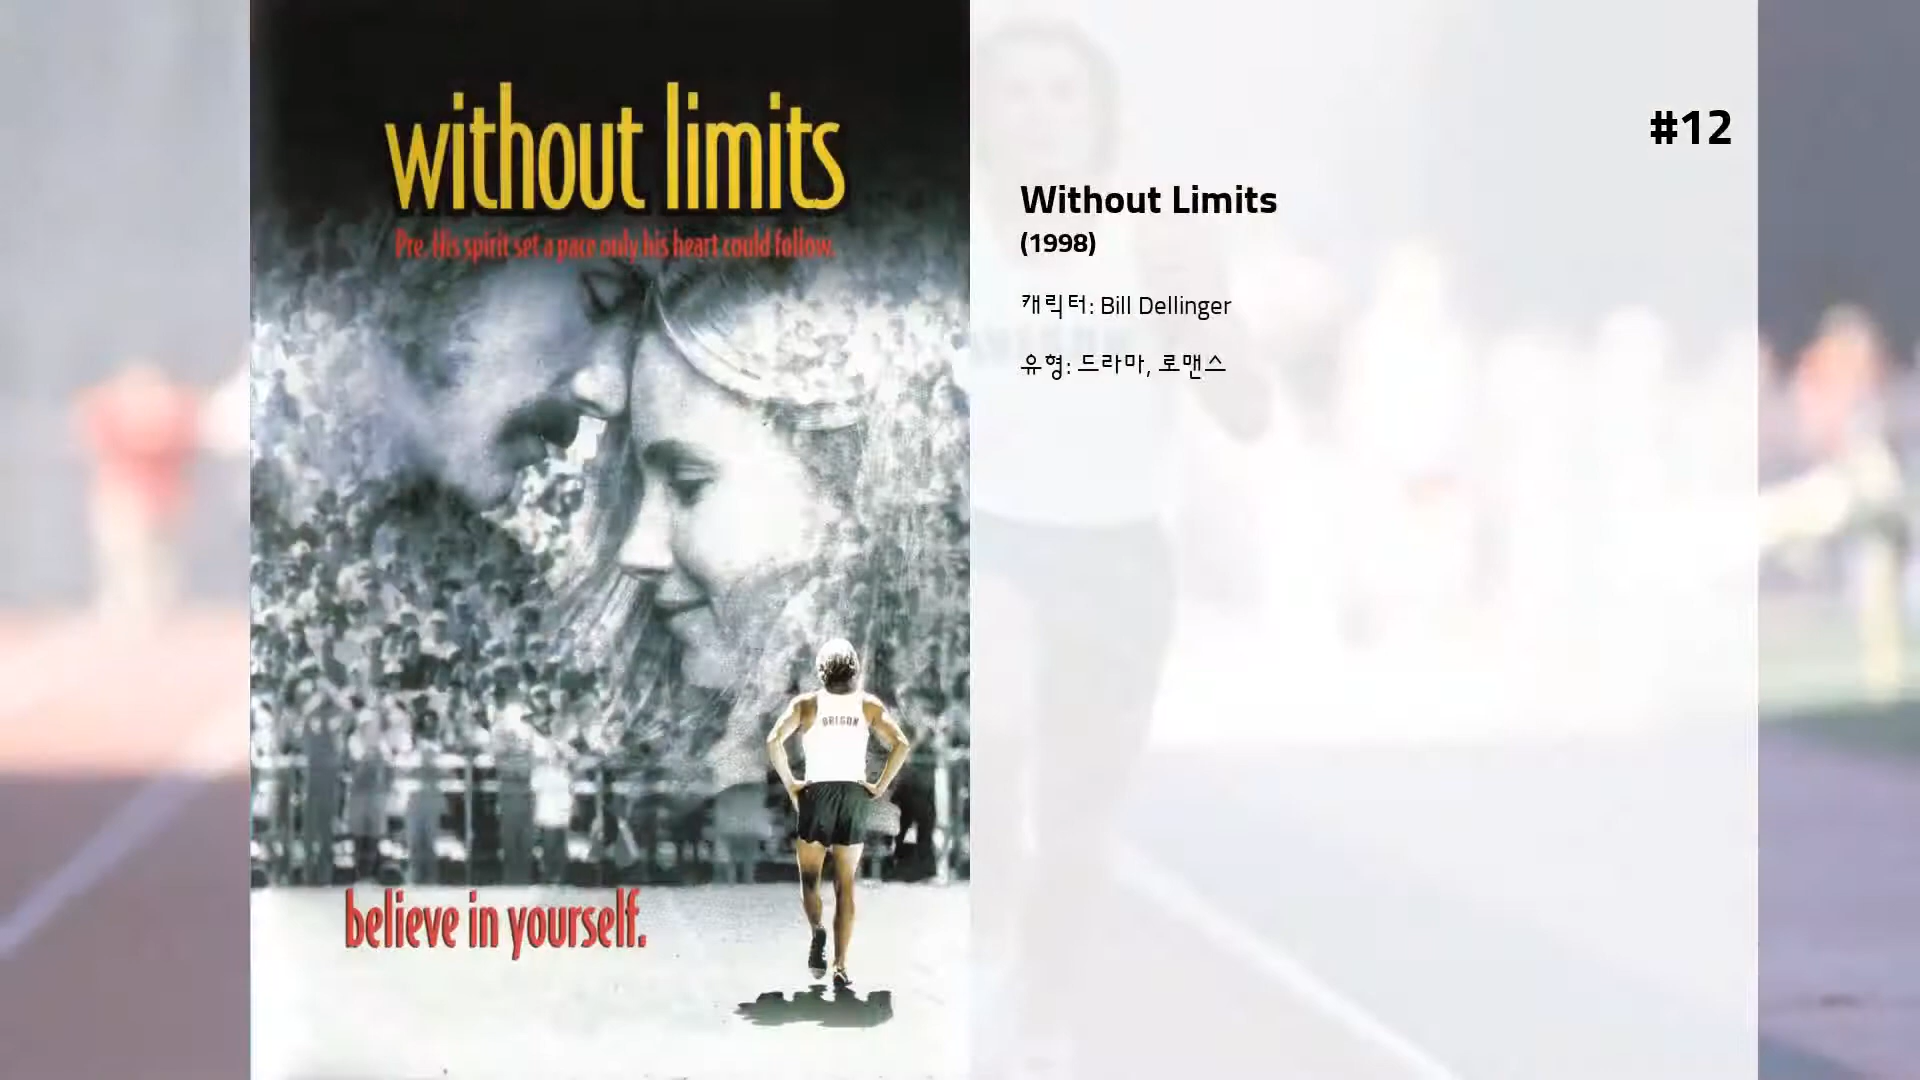 without limits
Pre. His spirit set a pace only his heart could follow.
OREGON
believe in yourself.
#12
Without Limits
(1998)
캐릭터: Bill Dellinger
유형: 드라마, 로맨스